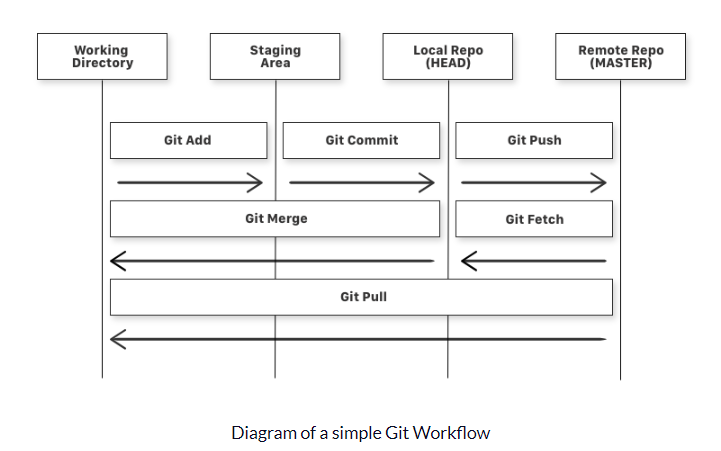 Working
Directory
Staging
Area
Local Repo
(HEAD)
Remote Repo
(MASTER)
Git Add
Git Commit
Git Push
Git Merge
Git Fetch
Git Pull
Diagram of a simple Git Workflow